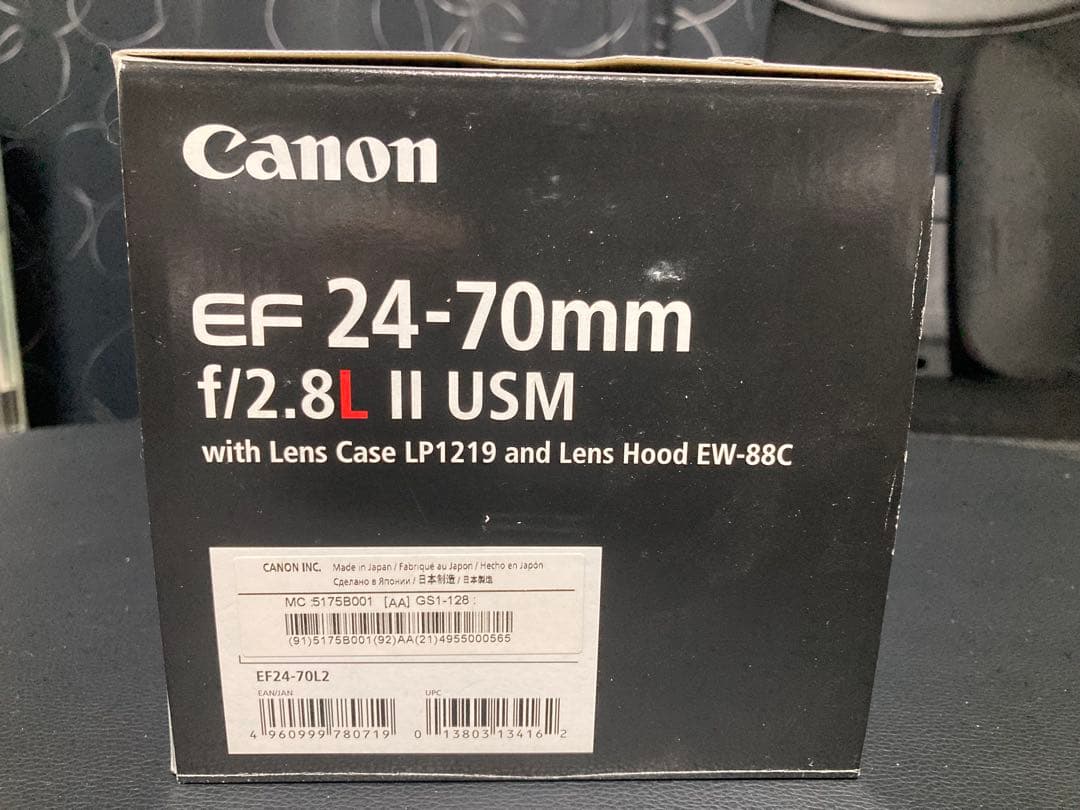 Canon
EF 24-70mm
f/2.8L II USM
with Lens Case LP1219 and Lens Hood EW-88C
CANON INC. Made in Japan / Fabriqué au Japon / Hecho en Japón
Сделано в Японии / 日本制造 / 日本製造
MC :5175B001 [AA] GS1-128 :
(91)5175B001(92)AA(21)4955000565
EF24-70L2
EAN/JAN UPC
4 960999 780719 0 13803 13416 2